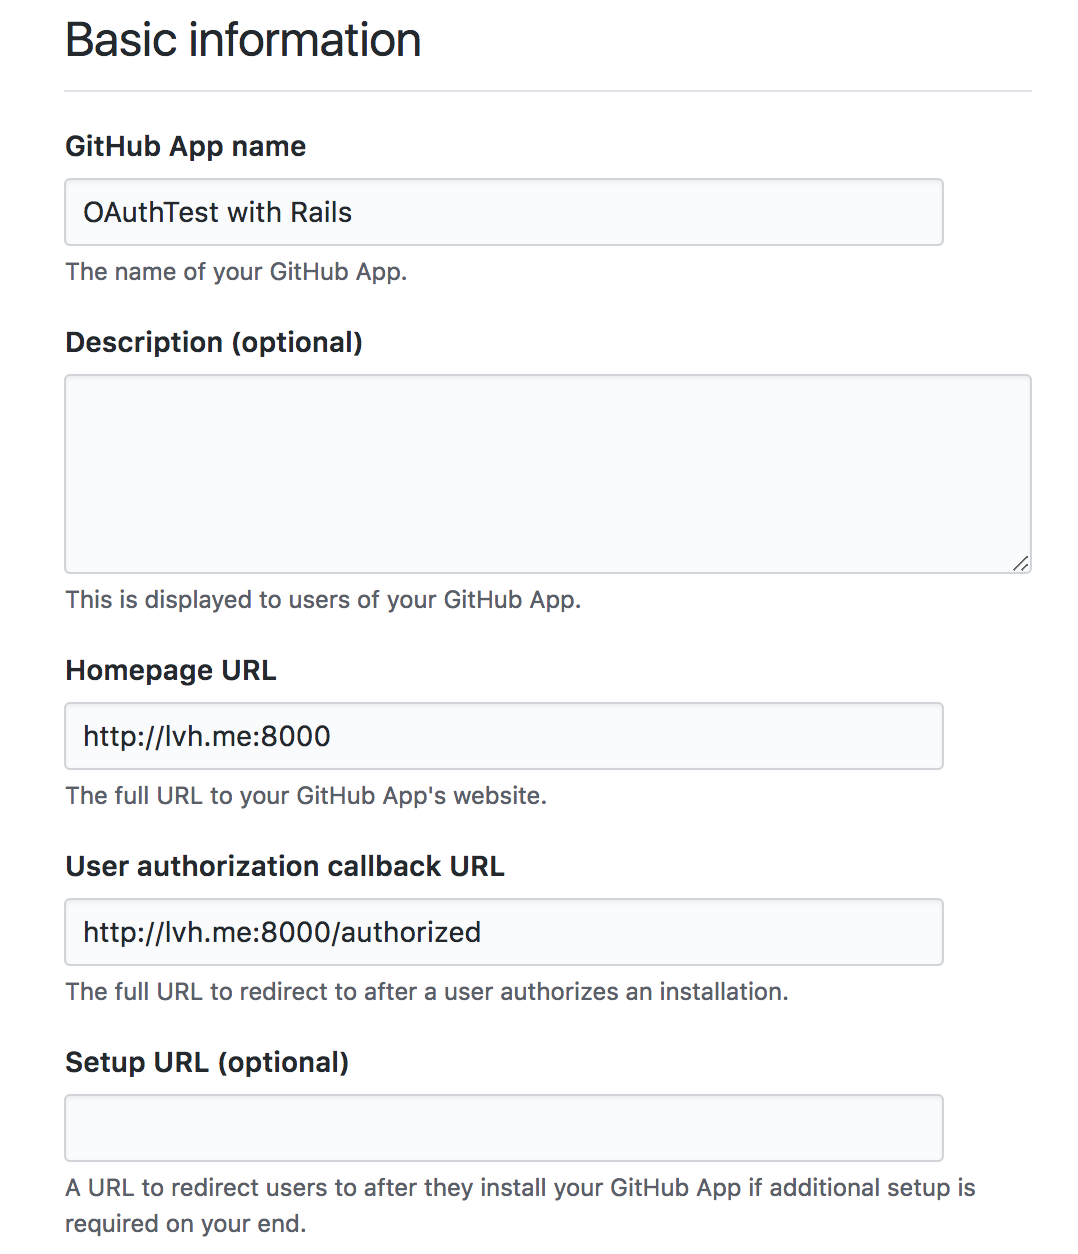 Basic information
GitHub App name
OAuthTest with Rails
The name of your GitHub App.
Description (optional)
This is displayed to users of your GitHub App.
Homepage URL
http://lvh.me:8000
The full URL to your GitHub App's website.
User authorization callback URL
http://lvh.me:8000/authorized
The full URL to redirect to after a user authorizes an installation.
Setup URL (optional)
A URL to redirect users to after they install your GitHub App if additional setup is
required on your end.